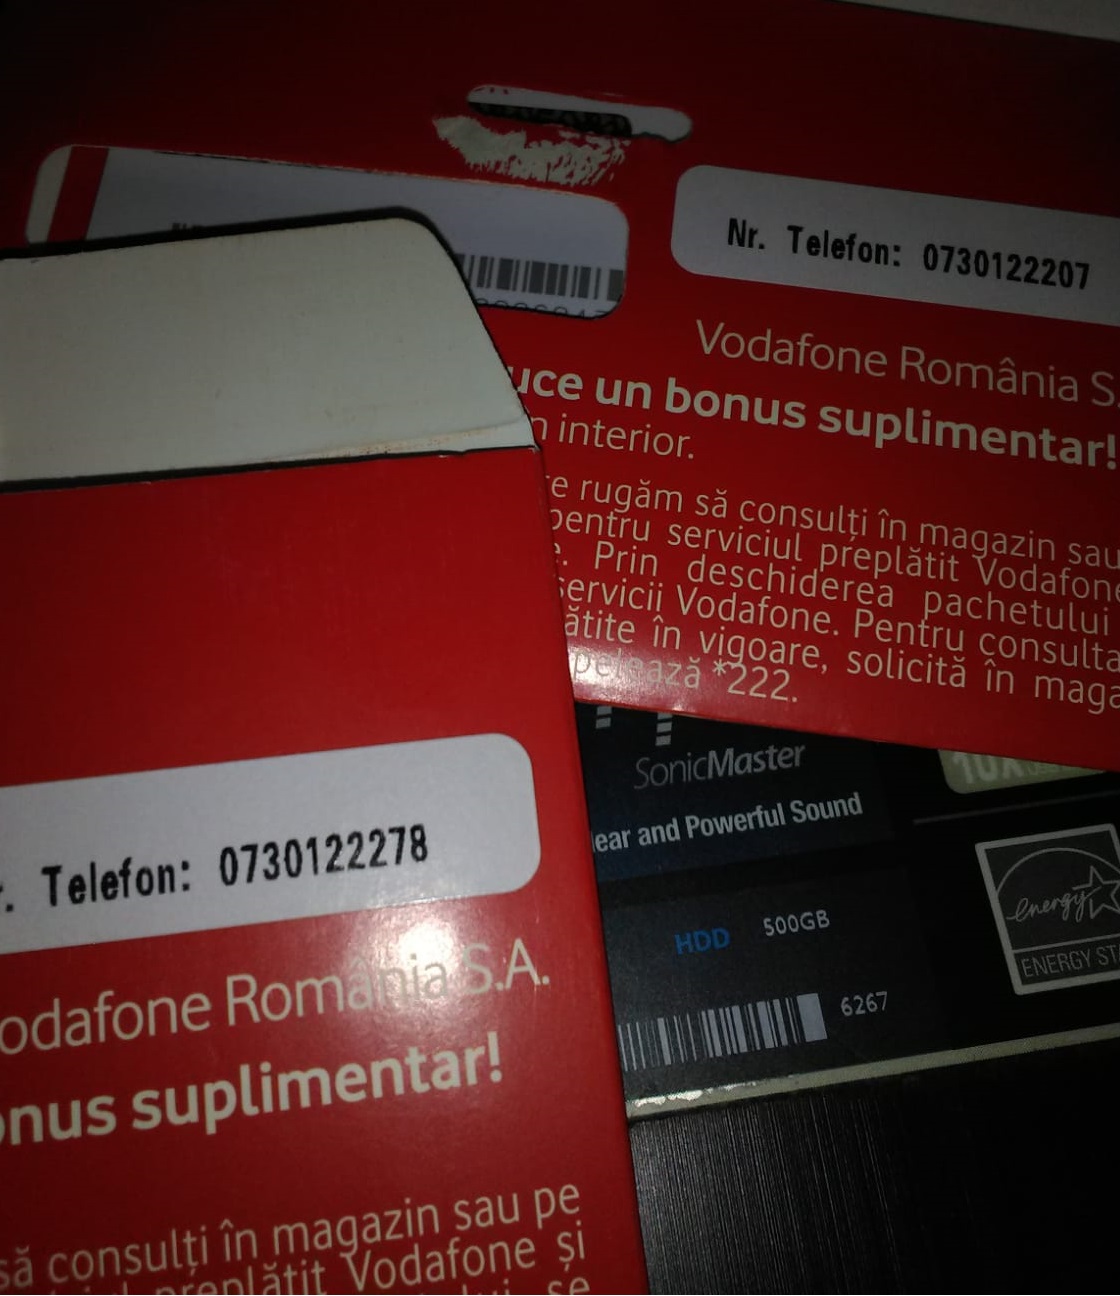 Nr. Telefon: 0730122207
Vodafone România S.
uce un bonus suplimentar!
n interior.
e rugăm să consulți în magazin sau
pentru serviciul preplătit Vodafone
e. Prin deschiderea pachetului
servicii Vodafone. Pentru consulta
ătite în vigoare, solicită în maga
pelează *222.
Telefon: 0730122278
odafone România S.A.
onus suplimentar!
să consulți în magazin sau pe
preplătit Vodafone și
se
SonicMaster
lear and Powerful Sound
HDD 500GB
6267
10X
energy
ENERGY STA